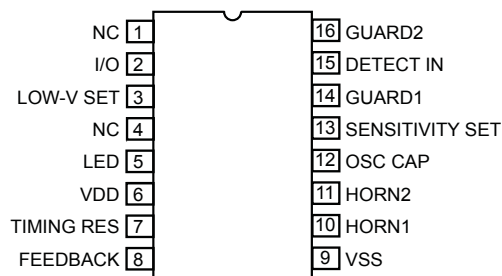 NC 1 16 GUARD2
I/O 2 15 DETECT IN
LOW-V SET 3 14 GUARD1
NC 4 13 SENSITIVITY SET
LED 5 12 OSC CAP
VDD 6 11 HORN2
TIMING RES 7 10 HORN1
FEEDBACK 8 9 VSS